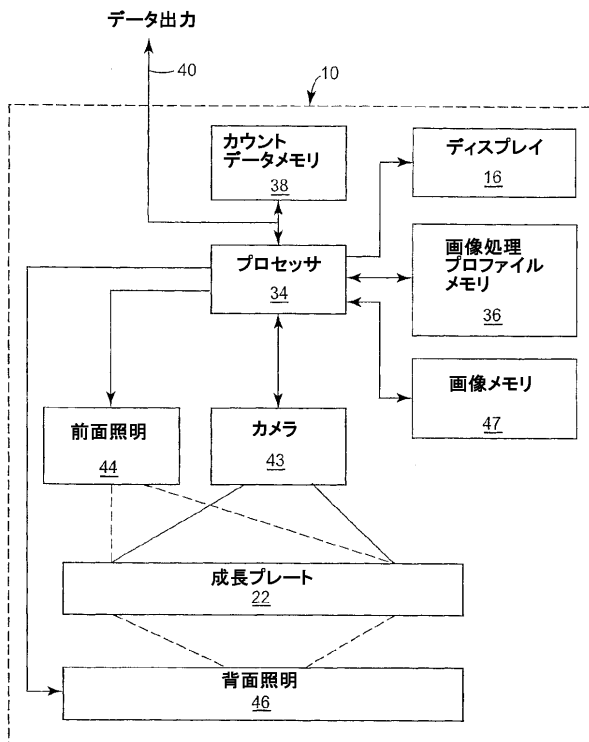 データ出力
40
10
カウント
データメモリ
38
ディスプレイ
16
プロセッサ
34
画像処理
プロファイル
メモリ
36
画像メモリ
47
前面照明
44
カメラ
43
成長プレート
22
背面照明
46